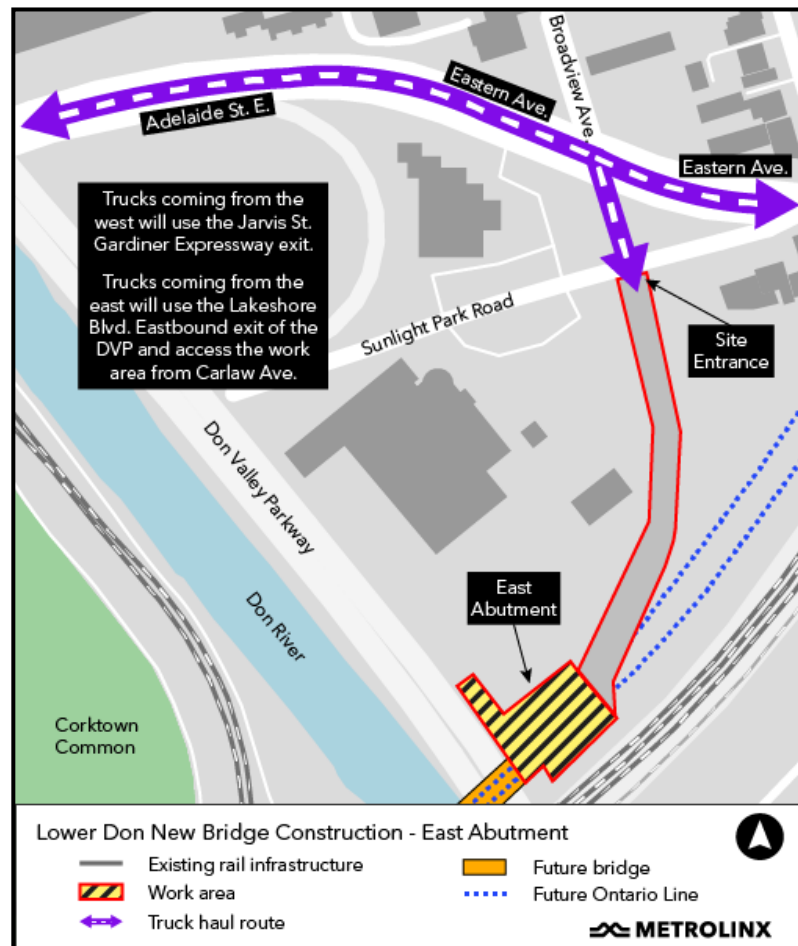 Broadview Ave.
Eastern Ave.
Adelaide St. E.
Eastern Ave.
Trucks coming from the
west will use the Jarvis St.
Gardiner Expressway exit.
Trucks coming from the
east will use the Lakeshore
Blvd. Eastbound exit of the
DVP and access the work
area from Carlaw Ave.
Sunlight Park Road
Site
Entrance
Don Valley Parkway
East
Abutment
Don River
Corktown
Common
Lower Don New Bridge Construction - East Abutment
Existing rail infrastructure
Future bridge
Work area
Future Ontario Line
Truck haul route
METROLINX